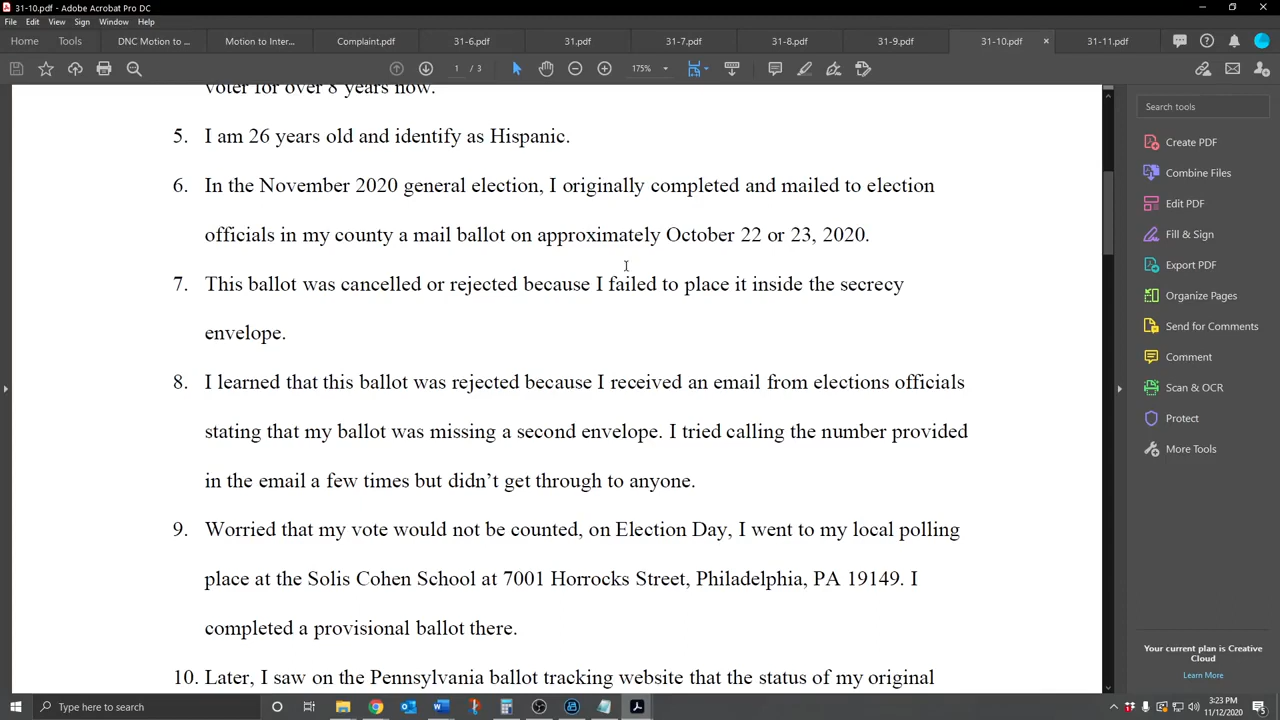 31-10.pdf - Adobe Acrobat Pro DC
File Edit View Sign Window Help
Home Tools DNC Motion to ... Motion to Inter... Complaint.pdf 31-6.pdf 31.pdf 31-7.pdf 31-8.pdf 31-9.pdf 31-10.pdf × 31-11.pdf
1 / 3 175%
voter for over 8 years now.
5. I am 26 years old and identify as Hispanic.
6. In the November 2020 general election, I originally completed and mailed to election
officials in my county a mail ballot on approximately October 22 or 23, 2020.
7. This ballot was cancelled or rejected because I failed to place it inside the secrecy
envelope.
8. I learned that this ballot was rejected because I received an email from elections officials
stating that my ballot was missing a second envelope. I tried calling the number provided
in the email a few times but didn't get through to anyone.
9. Worried that my vote would not be counted, on Election Day, I went to my local polling
place at the Solis Cohen School at 7001 Horrocks Street, Philadelphia, PA 19149. I
completed a provisional ballot there.
10. Later, I saw on the Pennsylvania ballot tracking website that the status of my original
Search tools
Create PDF
Combine Files
Edit PDF
Fill & Sign
Export PDF
Organize Pages
Send for Comments
Comment
Scan & OCR
Protect
More Tools
Your current plan is Creative
Cloud
Learn More
Type here to search
3:23 PM
11/12/2020